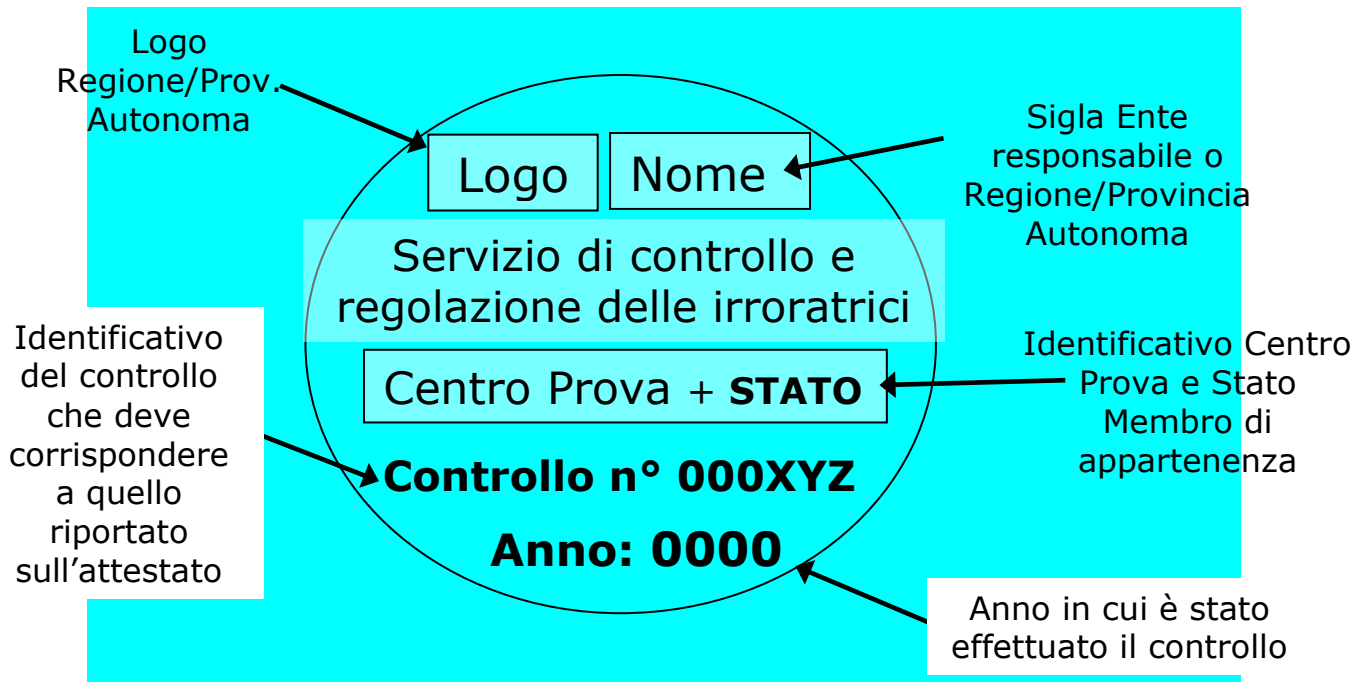 Logo
Regione/Prov.
Autonoma
Sigla Ente
responsabile o
Regione/Provincia
Autonoma
Logo
Nome
Servizio di controllo e
regolazione delle irroratrici
Centro Prova + STATO
Controllo n° 000XYZ
Anno: 0000
Identificativo
del controllo
che deve
corrispondere
a quello
riportato
sull’attestato
Identificativo Centro
Prova e Stato
Membro di
appartenenza
Anno in cui è stato
effettuato il controllo